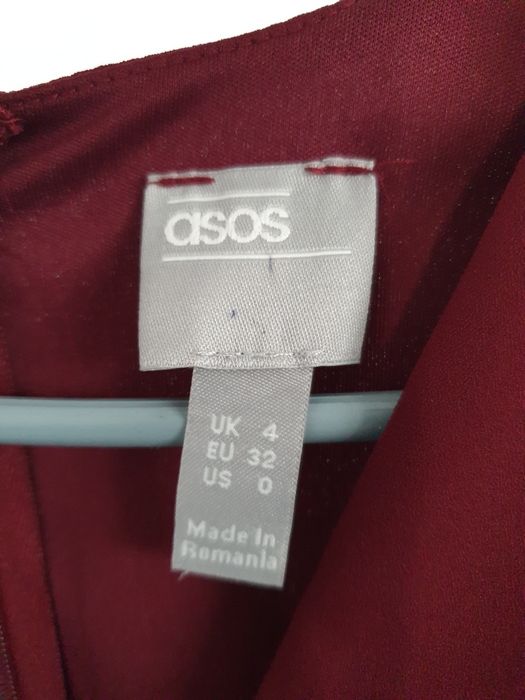 asos
UK 4
EU 32
US 0
Made In
Romania